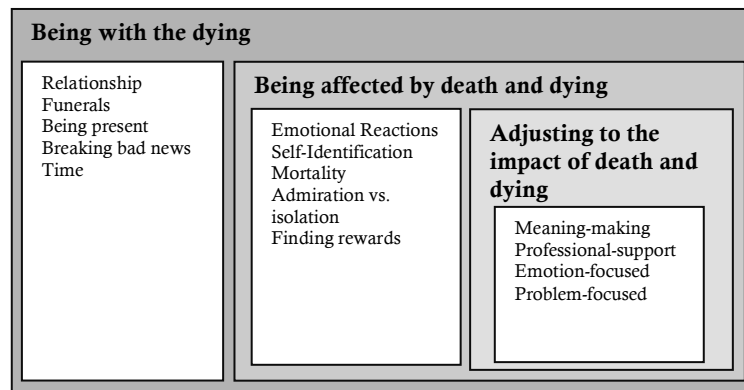 Being with the dying
Relationship
Funerals
Being present
Breaking bad news
Time
Being affected by death and dying
Emotional Reactions
Self-Identification
Mortality
Admiration vs.
isolation
Finding rewards
Adjusting to the
impact of death and
dying
Meaning-making
Professional-support
Emotion-focused
Problem-focused